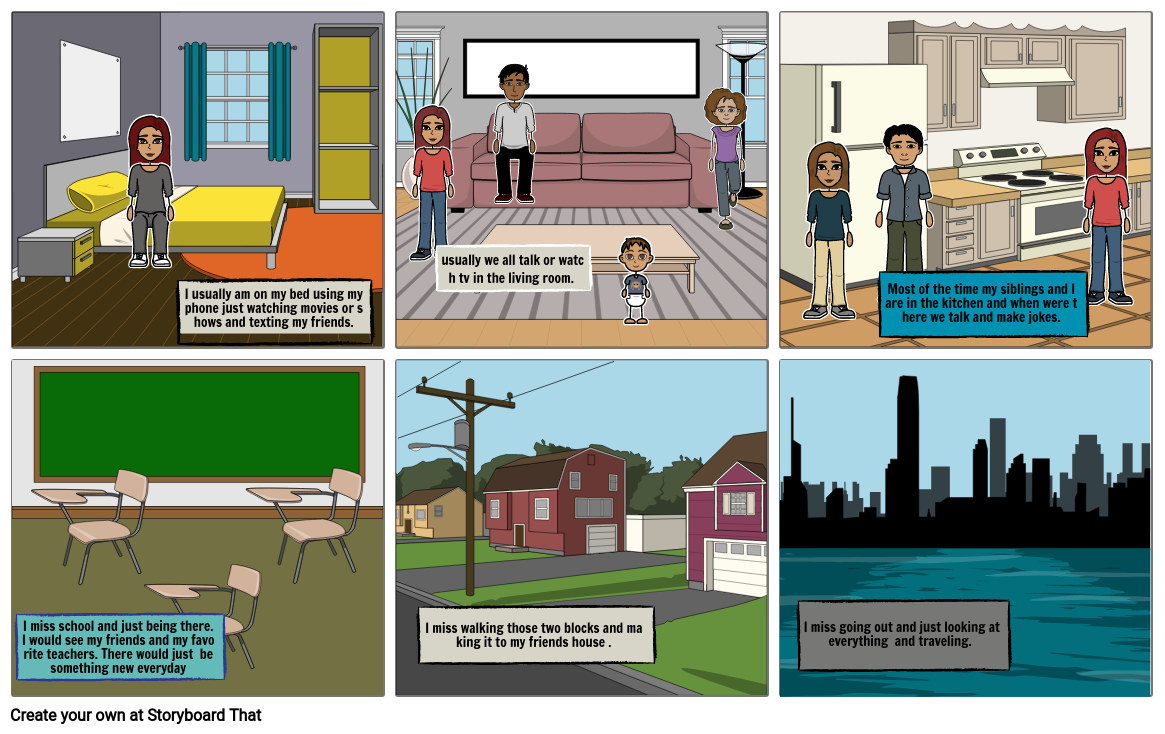 I usually am on my bed using my
phone just watching movies or s
hows and texting my friends.
usually we all talk or watc
h tv in the living room.
Most of the time my siblings and I
are in the kitchen and when were t
here we talk and make jokes.
I miss school and just being there.
I would see my friends and my favo
rite teachers. There would just  be
something new everyday
I miss walking those two blocks and ma
king it to my friends house .
I miss going out and just looking at
everything  and traveling.
Create your own at Storyboard That